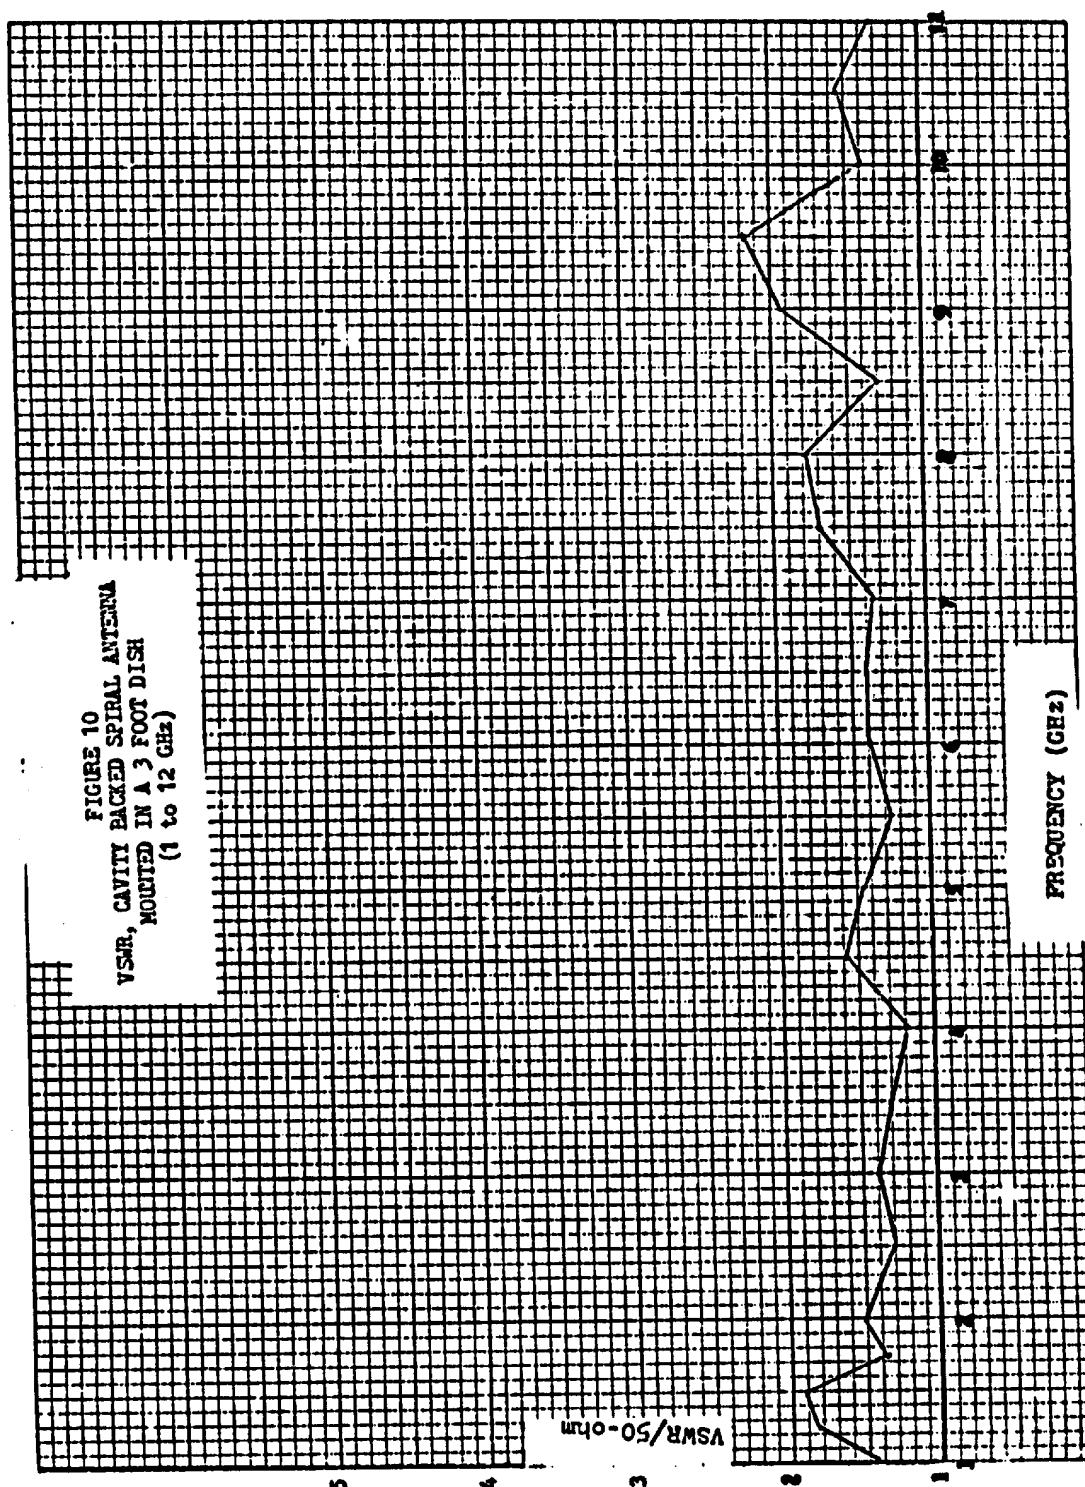 FIGURE 10
VSWR, CAVITY BACKED SPIRAL ANTENNA
MOUNTED IN A 3 FOOT DISH
(1 to 12 GHz)
VSWR/50-ohm
5
4
3
2
1
1
2
3
4
5
6
7
8
9
10
11
FREQUENCY (GHz)